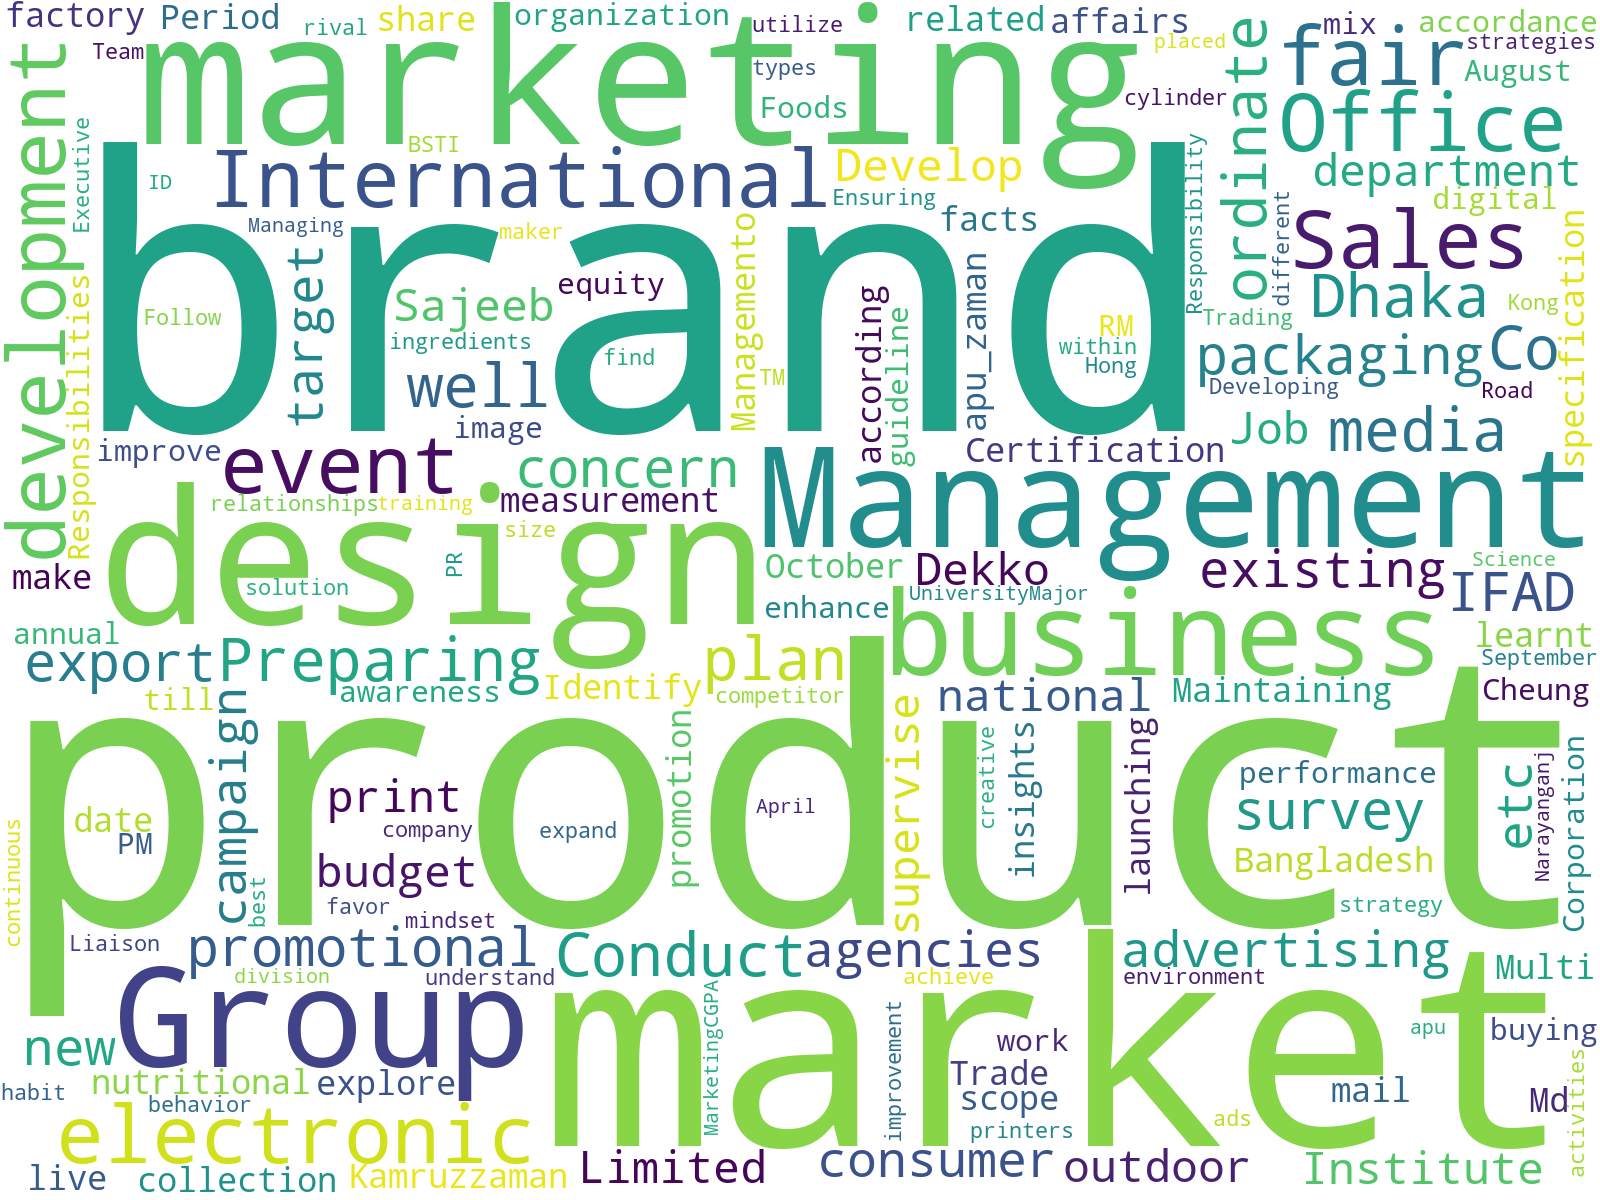 factory
Period
rival
share
organization
utilize
related
affairs
mix
accordance
Team
marketing
types
placed
fair
strategies
August
Foods
cylinder
Office
development
ordinate
BSTI
Executive
International
Develop
Responsibility
department
ID
Ensuring
digital
Managing
maker
facts
different
Sales
specification
brand
target
Managemento
equity
apu_zaman
Dhaka
Kong
Follow
Sajeeb
according
guideline
RM
Trading
Responsibilities
ingredients
find
within
Hong
packaging
Co
well
TM
Developing
Road
image
improve
Job
media
event
concern
Certification
Management
relationships
training
measurement
design
size
PR
October
Dekko
existing
Science
make
solution
enhance
UniversityMajor
IFAD
business
annual
learnt
export
Preparing
plan
September
awareness
Identify
competitor
national
Maintaining
Cheung
till
campaign
promotion
supervise
creative
insights
launching
product
performance
etc
Narayanganj
Corporation
print
April
survey
date
company
expand
PM
budget
Bangladesh
continuous
best
favor
mindset
strategy
Liaison
promotional
Conduct
agencies
advertising
division
understand
achieve
environment
Multi
Group
market
MarketingCGPA
improvement
new
work
apu
buying
nutritional
explore
Trade
scope
mail
habit
behavior
Md
activities
electronic
printers
ads
live
collection
Kamruzzaman
Limited
consumer
outdoor
Institute